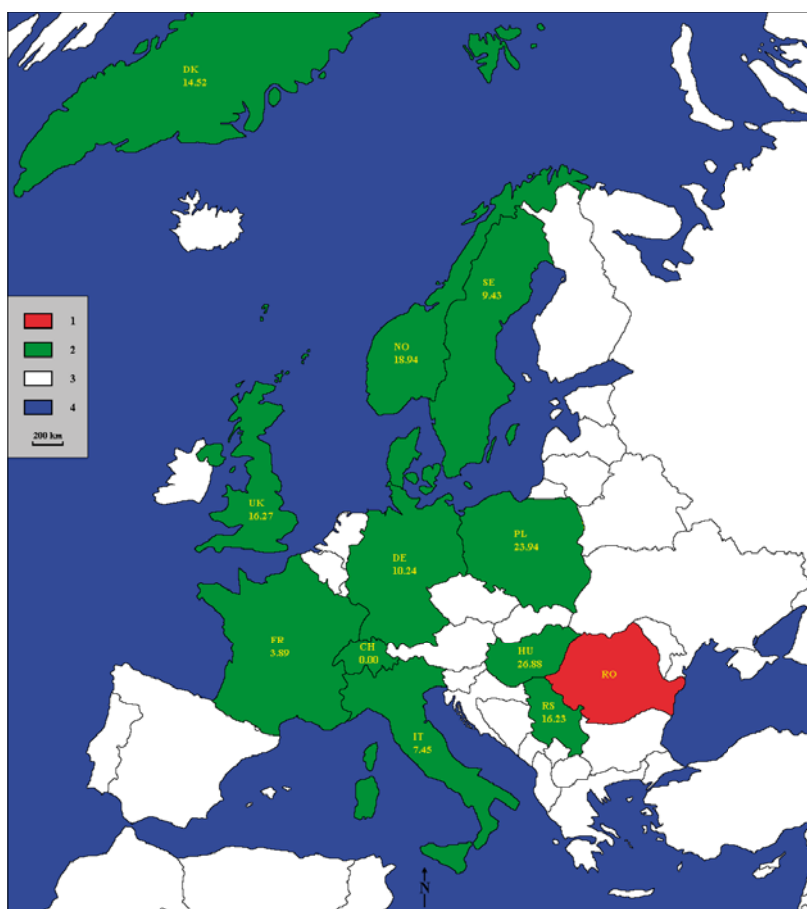 DK
14.52
SE
9.43
1
2
NO
18.94
3
4
200 km
UK
16.27
PL
23.94
DE
10.24
FR
3.89
CH
0.00
HU
26.88
RO
RS
16.23
IT
7.45
N